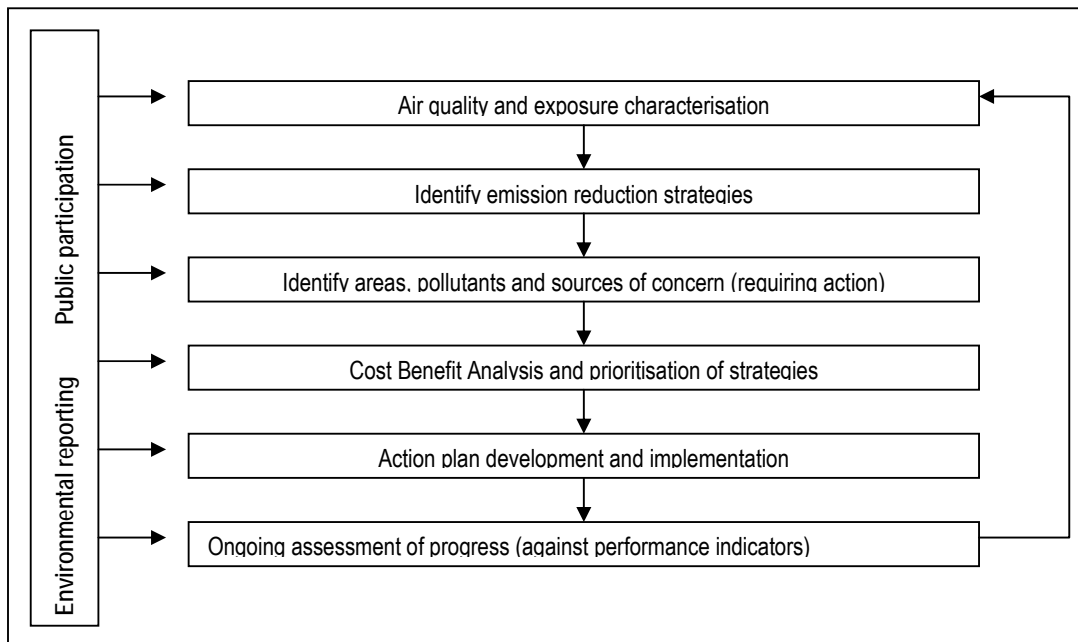 Environmental reporting    Public participation
Air quality and exposure characterisation
Identify emission reduction strategies
Identify areas, pollutants and sources of concern (requiring action)
Cost Benefit Analysis and prioritisation of strategies
Action plan development and implementation
Ongoing assessment of progress (against performance indicators)